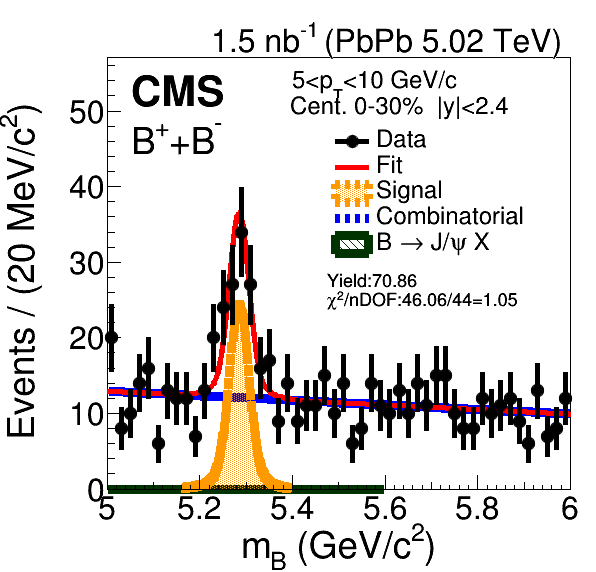 1.5 nb⁻¹ (PbPb 5.02 TeV)
CMS
B⁺+B⁻
5<p_T<10 GeV/c
Cent. 0-30% |y|<2.4
Data
Fit
Signal
Combinatorial
B → J/ψ X
Yield:70.86
χ²/nDOF:46.06/44=1.05
Events / (20 MeV/c²)
50
40
30
20
10
0
5 5.2 5.4 5.6 5.8 6
m_B (GeV/c²)